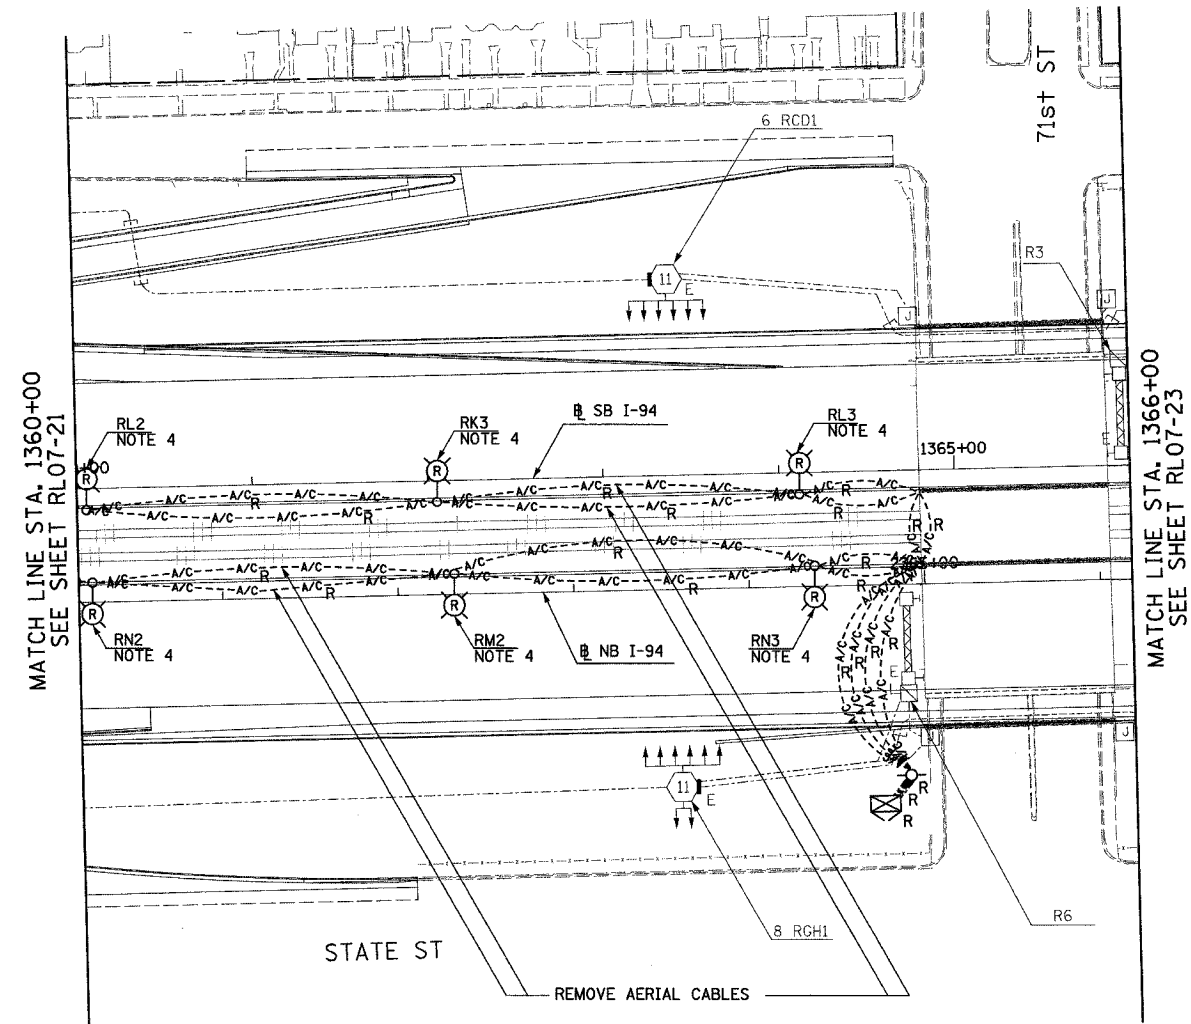 71st ST
6 RCD1
11
E
R3
J
J
MATCH LINE STA. 1360+00
SEE SHEET RL07-21
MATCH LINE STA. 1366+00
SEE SHEET RL07-23
RL2
NOTE 4
R
RK3
NOTE 4
R
℄ SB I-94
RL3
NOTE 4
R
1365+00
E
A/C A/C A/C A/C A/C A/C A/C A/C A/C
R R R
A/C A/C A/C A/C A/C A/C A/C
R R R
R R
A/C A/C A/C A/C A/C A/C A/C A/C
R R R
A/C A/C A/C A/C A/C A/C A/C
R R
R
RN2
NOTE 4
R
RM2
NOTE 4
℄ NB I-94
R
RN3
NOTE 4
A/C A/C A/C A/C
R R R R
E
J
11
E
R
R
R
R6
8 RGH1
STATE ST
REMOVE AERIAL CABLES